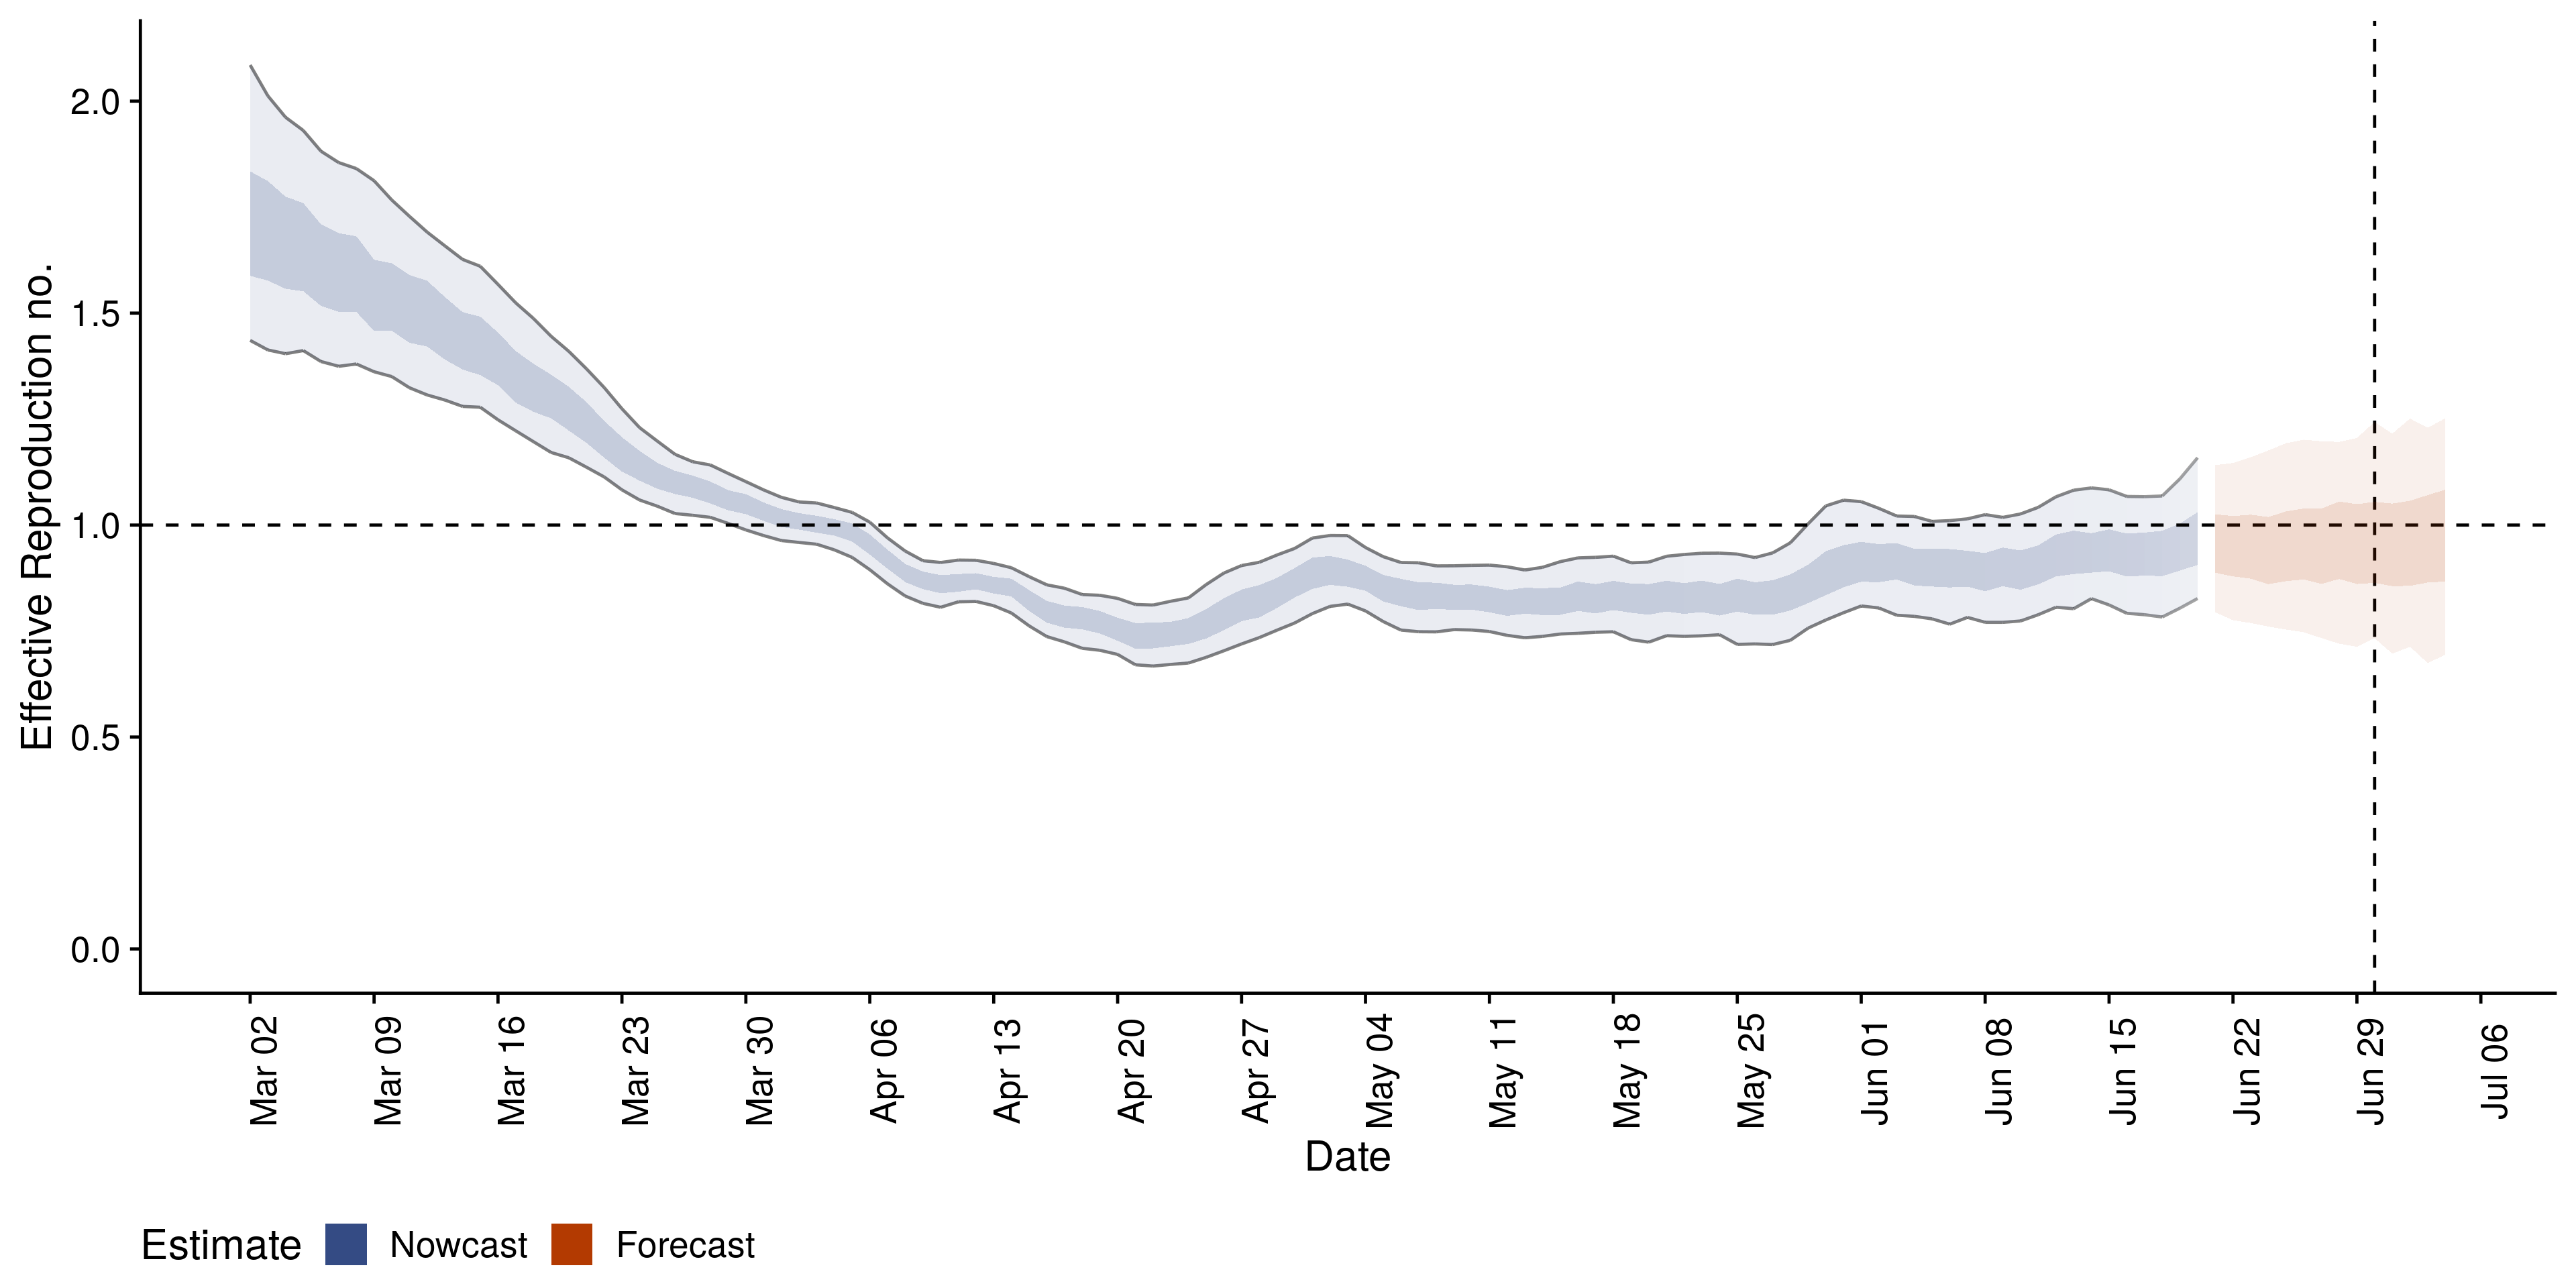 Effective Reproduction no.
2.0
1.5
1.0
0.5
0.0
Mar 02
Mar 09
Mar 16
Mar 23
Mar 30
Apr 06
Apr 13
Apr 20
Apr 27
May 04
May 11
May 18
May 25
Jun 01
Jun 08
Jun 15
Jun 22
Jun 29
Jul 06
Date
Estimate Nowcast Forecast